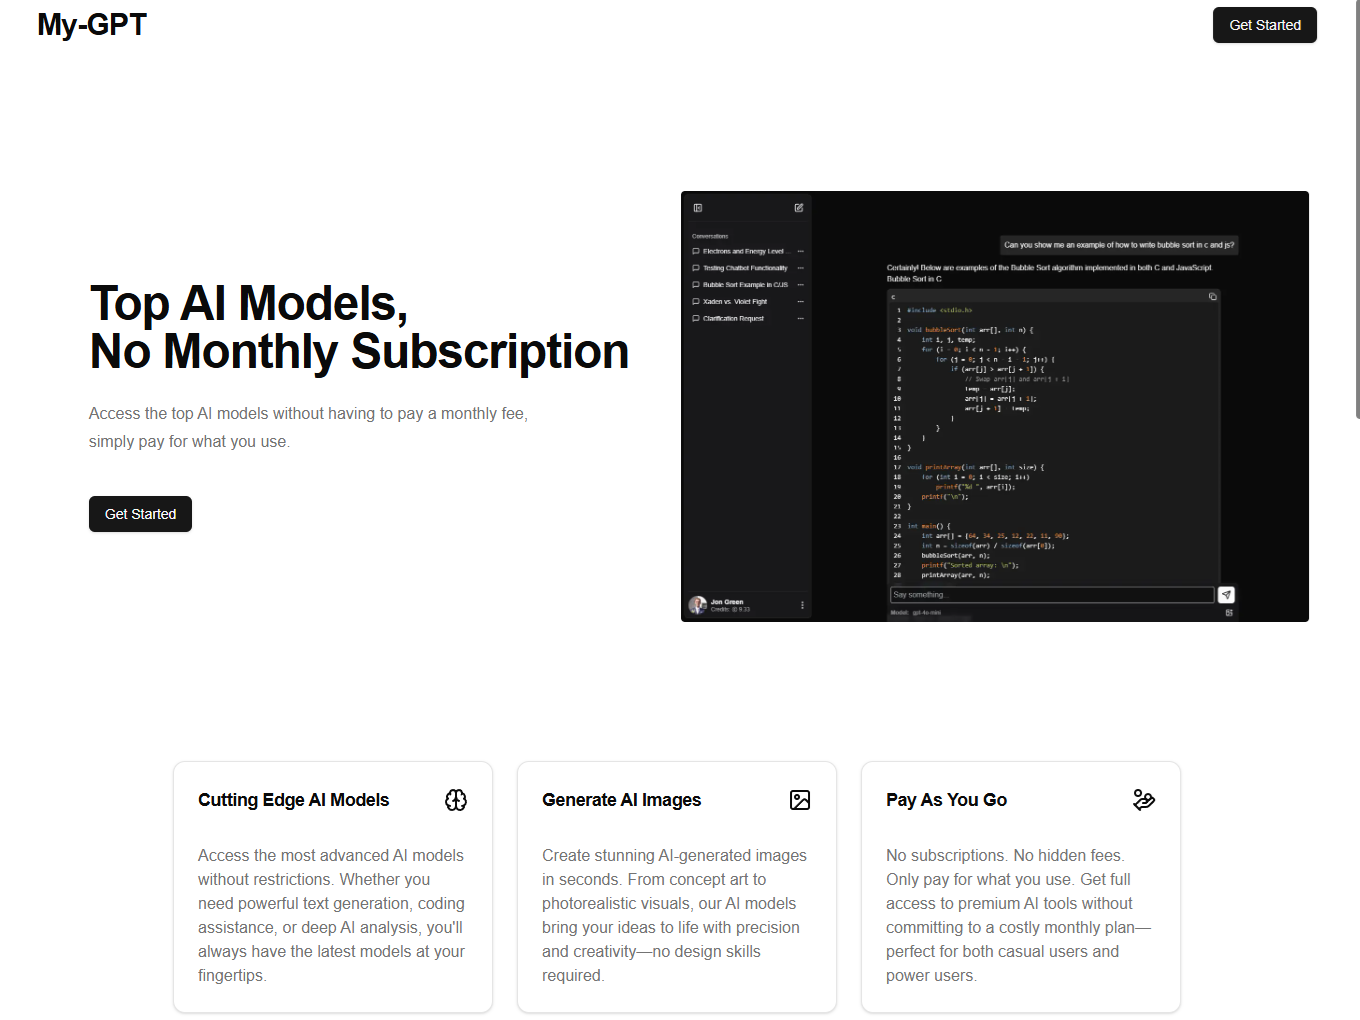 My-GPT
Get Started
Top AI Models,
No Monthly Subscription
Access the top AI models without having to pay a monthly fee,
simply pay for what you use.
Get Started
Conversations
Electrons and Energy Level ...
Testing Chatbot Functionality
Bubble Sort Example in C/JS
Xaden vs. Violet Fight
Clarification Request
Jon Green
Credits: 9.33
Can you show me an example of how to write bubble sort in c and js?
Certainly! Below are examples of the Bubble Sort algorithm implemented in both C and JavaScript.
Bubble Sort in C
c
1 #include <stdio.h>
2
3 void bubbleSort(int arr[], int n) {
4 int i, j, temp;
5 for (i = 0; i < n - 1; i++) {
6 for (j = 0; j < n - i - 1; j++) {
7 if (arr[j] > arr[j + 1]) {
8 // Swap arr[j] and arr[j + 1]
9 temp = arr[j];
10 arr[j] = arr[j + 1];
11 arr[j + 1] = temp;
12 }
13 }
14 }
15 }
16
17 void printArray(int arr[], int size) {
18 for (int i = 0; i < size; i++)
19 printf("%d ", arr[i]);
20 printf("\n");
21 }
22
23 int main() {
24 int arr[] = {64, 34, 25, 12, 22, 11, 90};
25 int n = sizeof(arr) / sizeof(arr[0]);
26 bubbleSort(arr, n);
27 printf("Sorted array: \n");
28 printArray(arr, n);
Say something...
Model: gpt-4o-mini
Cutting Edge AI Models
Access the most advanced AI models
without restrictions. Whether you
need powerful text generation, coding
assistance, or deep AI analysis, you'll
always have the latest models at your
fingertips.
Generate AI Images
Create stunning AI-generated images
in seconds. From concept art to
photorealistic visuals, our AI models
bring your ideas to life with precision
and creativity—no design skills
required.
Pay As You Go
No subscriptions. No hidden fees.
Only pay for what you use. Get full
access to premium AI tools without
committing to a costly monthly plan—
perfect for both casual users and
power users.